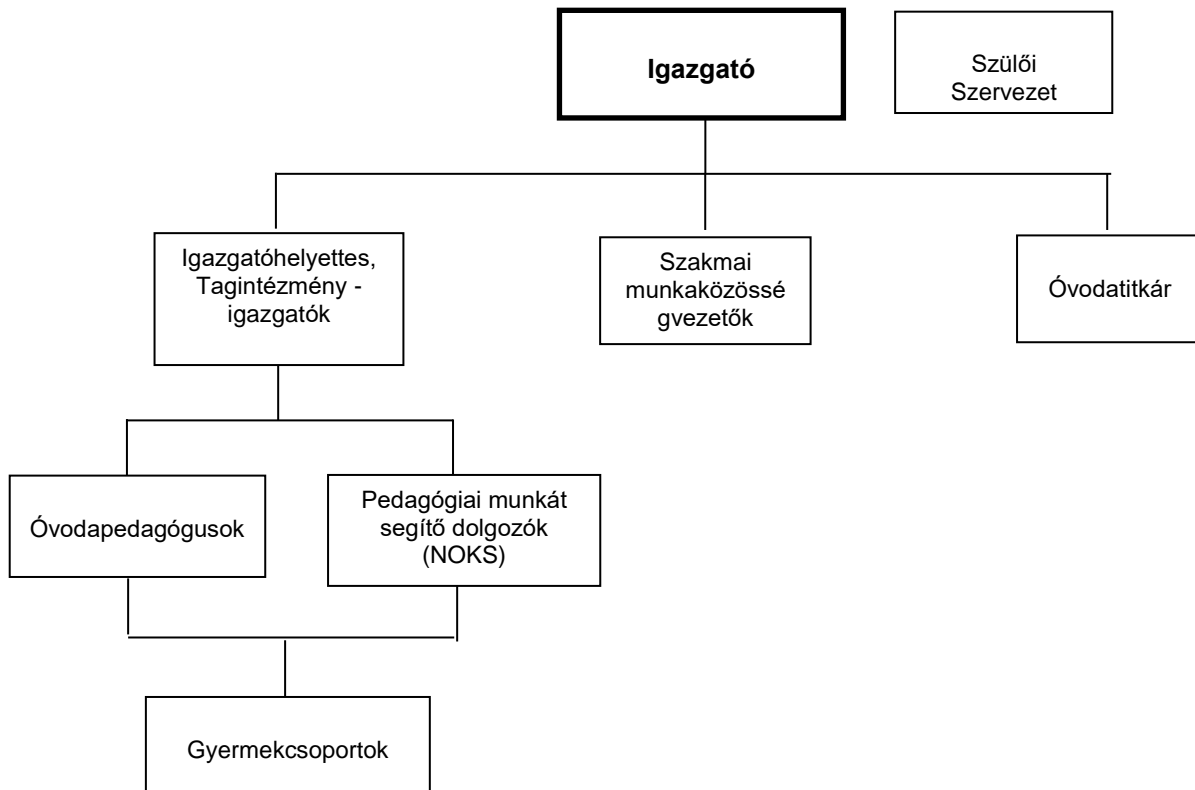 Igazgató
Szülői
Szervezet
Igazgatóhelyettes,
Tagintézmény -
igazgatók
Szakmai
munkaközössé
gvezetők
Óvodatitkár
Óvodapedagógusok
Pedagógiai munkát
segítő dolgozók
(NOKS)
Gyermekcsoportok